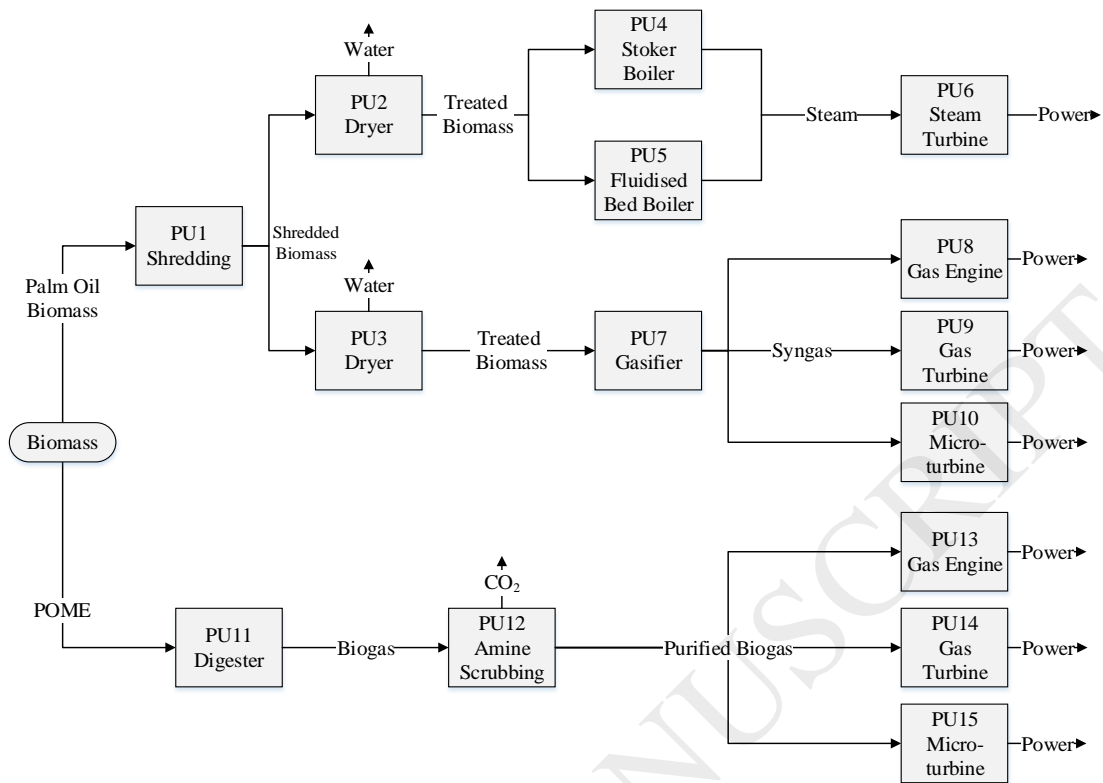 PU4
Stoker
Boiler
Water
PU2
Dryer
Treated
Biomass
PU6
Steam
Turbine
Steam
Power
PU5
Fluidised
Bed Boiler
PU1
Shredding
Shredded
Biomass
PU8
Gas Engine
Power
Palm Oil
Biomass
Water
PU3
Dryer
Treated
Biomass
PU7
Gasifier
Syngas
PU9
Gas
Turbine
Power
Biomass
PU10
Micro-
turbine
Power
PU13
Gas Engine
Power
POME
CO2
PU11
Digester
Biogas
PU12
Amine
Scrubbing
Purified Biogas
PU14
Gas
Turbine
Power
PU15
Micro-
turbine
Power
NUSCRIPT